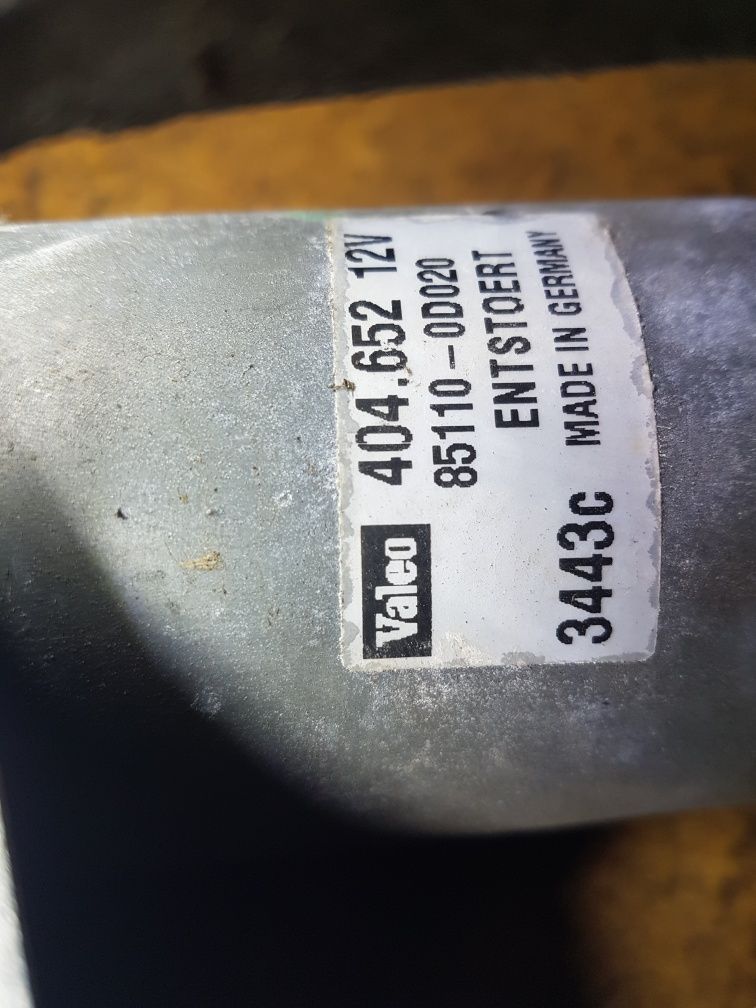 Valeo 404.652 12V
85110-0D020
ENTSTOERT
3443c MADE IN GERMANY